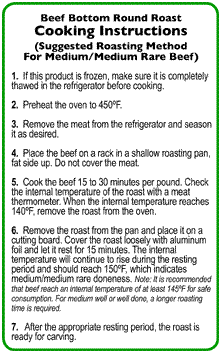 Beef Bottom Round Roast
Cooking Instructions
(Suggested Roasting Method
For Medium/Medium Rare Beef)
1. If this product is frozen, make sure it is completely
thawed in the refrigerator before cooking.
2. Preheat the oven to 450ºF.
3. Remove the meat from the refrigerator and season
it as desired.
4. Place the beef on a rack in a shallow roasting pan,
fat side up. Do not cover the meat.
5. Cook the beef 15 to 30 minutes per pound. Check
the internal temperature of the roast with a meat
thermometer. When the internal temperature reaches
140ºF, remove the roast from the oven.
6. Remove the roast from the pan and place it on a
cutting board. Cover the roast loosely with aluminum
foil and let it rest for 15 minutes. The internal
temperature will continue to rise during the resting
period and should reach 150ºF, which indicates
medium/medium rare doneness. Note: It is recommended
that beef reach an internal temperature of at least 145ºF for safe
consumption. For medium well or well done, a longer roasting
time is required.
7. After the appropriate resting period, the roast is
ready for carving.